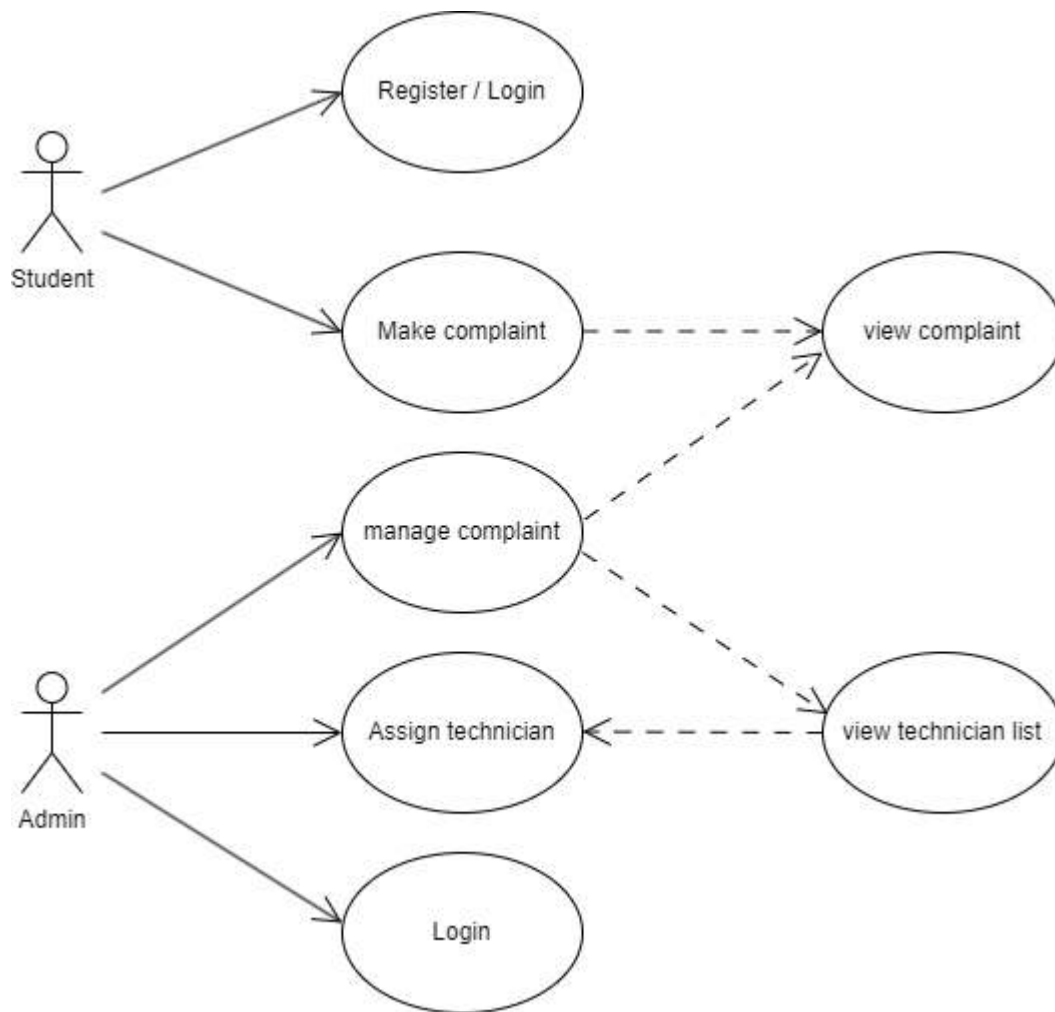 Register / Login
Student
Make complaint
view complaint
manage complaint
Assign technician
view technician list
Admin
Login